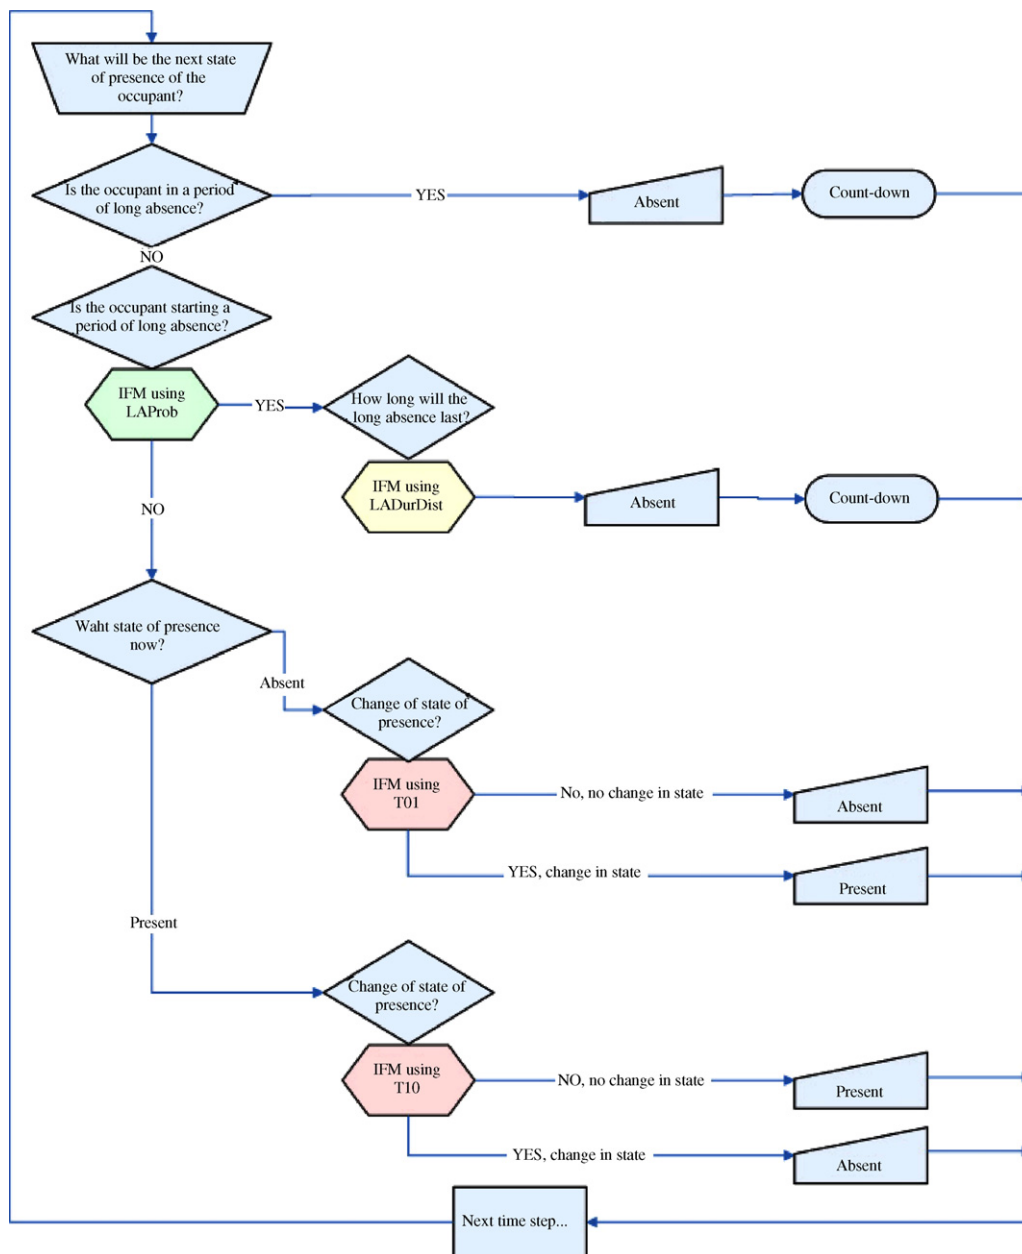 What will be the next state
of presence of the
occupant?
Is the occupant in a period
of long absence?
YES
Absent
Count-down
NO
Is the occupant starting a
period of long absence?
IFM using
LAProb
YES
How long will the
long absence last?
IFM using
LADurDist
Absent
Count-down
NO
Waht state of presence
now?
Absent
Change of state of
presence?
IFM using
T01
No, no change in state
Absent
YES, change in state
Present
Present
Change of state of
presence?
IFM using
T10
NO, no change in state
Present
YES, change in state
Absent
Next time step...